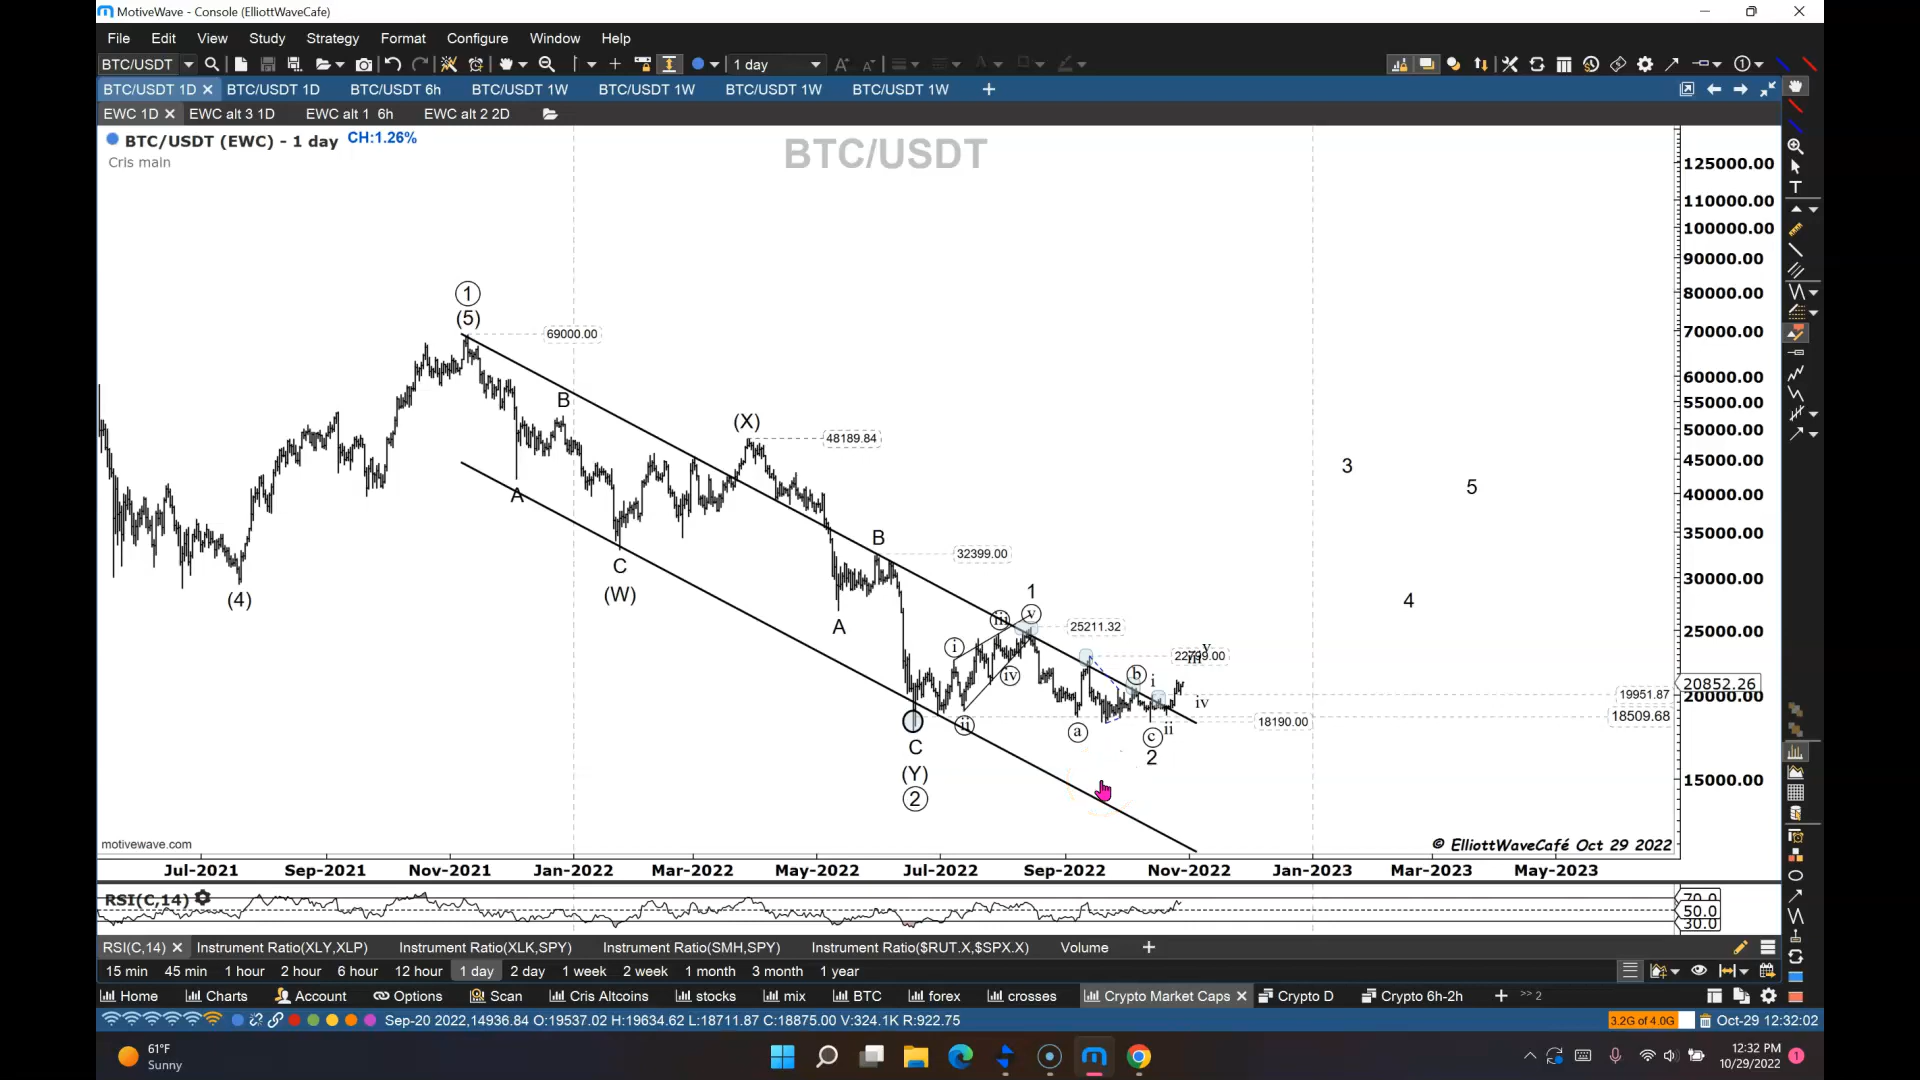 MotiveWave - Console (ElliottWaveCafe)
File Edit View Study Strategy Format Configure Window Help
BTC/USDT 1 day
BTC/USDT 1D BTC/USDT 1D BTC/USDT 6h BTC/USDT 1W BTC/USDT 1W BTC/USDT 1W BTC/USDT 1W
EWC 1D EWC alt 3 1D EWC alt 1 6h EWC alt 2 2D
BTC/USDT (EWC) - 1 day CH:1.26%
Cris main
BTC/USDT
125000.00
110000.00
100000.00
90000.00
80000.00
70000.00
60000.00
55000.00
50000.00
45000.00
40000.00
35000.00
30000.00
25000.00
20852.26
20000.00
19951.87
18509.68
15000.00
1
(5)
69000.00
B
(X)
48189.84
A
C
(W)
(4)
B
32399.00
A
1
v
iii
25211.32
i
iv
ii
C
(Y)
2
22799.00
v
b
i
iv
a
c
ii
2
18190.00
3
5
4
motivewave.com
© ElliottWaveCafé Oct 29 2022
Jul-2021 Sep-2021 Nov-2021 Jan-2022 Mar-2022 May-2022 Jul-2022 Sep-2022 Nov-2022 Jan-2023 Mar-2023 May-2023
RSI(C,14)
70.0
50.0
30.0
RSI(C,14) Instrument Ratio(XLY,XLP) Instrument Ratio(XLK,SPY) Instrument Ratio(SMH,SPY) Instrument Ratio($RUT.X,$SPX.X) Volume
15 min 45 min 1 hour 2 hour 6 hour 12 hour 1 day 2 day 1 week 2 week 1 month 3 month 1 year
Home Charts Account Options Scan Cris Altcoins stocks mix BTC forex crosses Crypto Market Caps Crypto D Crypto 6h-2h >> 2
Sep-20 2022,14936.84 O:19537.02 H:19634.62 L:18711.87 C:18875.00 V:324.1K R:922.75
3.2G of 4.0G Oct-29 12:32:02
61°F
Sunny
12:32 PM
10/29/2022
1